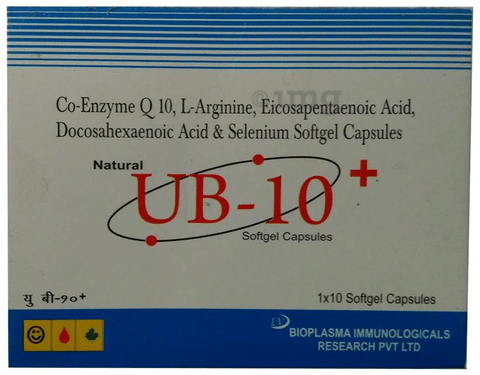 1mg
Co-Enzyme Q 10, L-Arginine, Eicosapentaenoic Acid,
Docosahexaenoic Acid & Selenium Softgel Capsules
Natural
UB-10+
Softgel Capsules
यु बी-१०+
1x10 Softgel Capsules
BIOPLASMA IMMUNOLOGICALS
RESEARCH PVT LTD